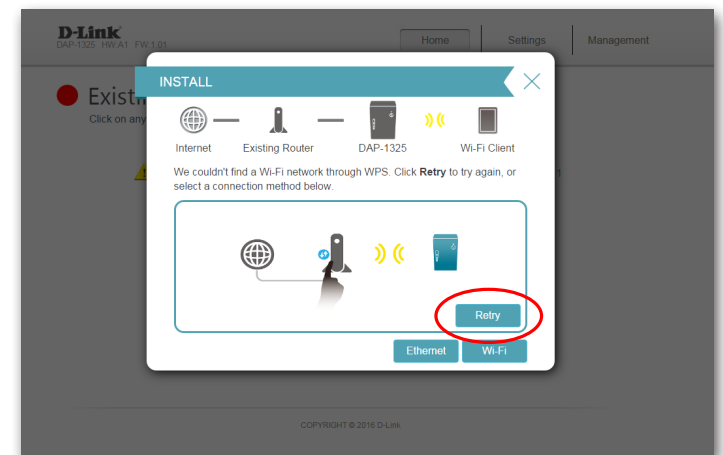 D-Link
DAP-1325 HW:A1 FW:1.01
Home
Settings
Management
Existi
Click on any
INSTALL
Internet
Existing Router
DAP-1325
Wi-Fi Client
We couldn't find a Wi-Fi network through WPS. Click Retry to try again, or
select a connection method below.
Retry
Ethernet
Wi-Fi
COPYRIGHT © 2016 D-Link